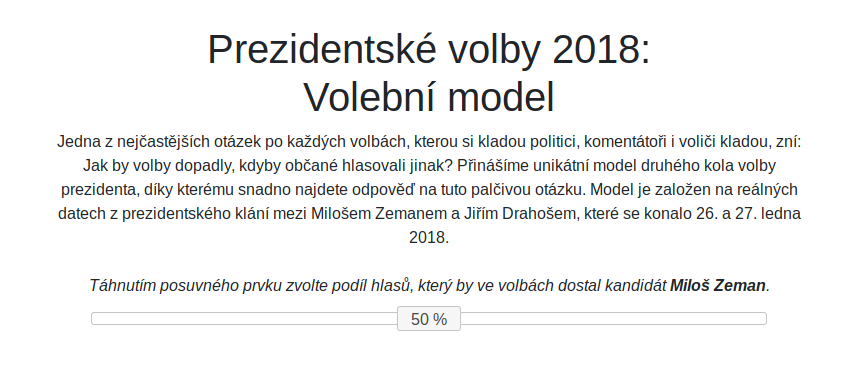 Prezidentské volby 2018:
Volební model
Jedna z nejčastějších otázek po každých volbách, kterou si kladou politici, komentátoři i voliči kladou, zní:
Jak by volby dopadly, kdyby občané hlasovali jinak? Přinášíme unikátní model druhého kola volby
prezidenta, díky kterému snadno najdete odpověď na tuto palčivou otázku. Model je založen na reálných
datech z prezidentského klání mezi Milošem Zemanem a Jiřím Drahošem, které se konalo 26. a 27. ledna
2018.
Táhnutím posuvného prvku zvolte podíl hlasů, který by ve volbách dostal kandidát Miloš Zeman.
50 %